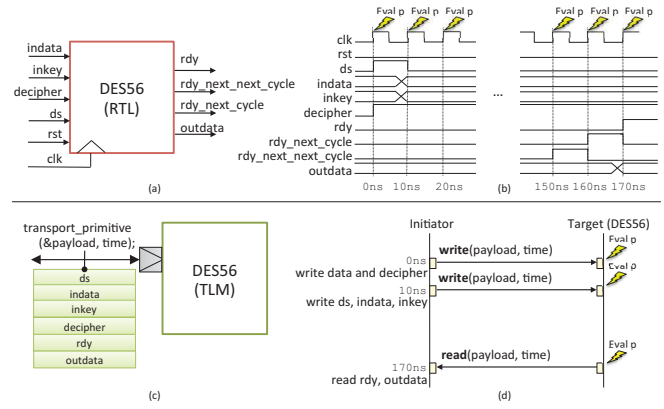 indata
inkey
decipher
ds
rst
clk
DES56
(RTL)
rdy
rdy_next_next_cycle
rdy_next_cycle
outdata
(a)
Eval p
Eval p
Eval p
Eval p
Eval p
Eval p
clk
rst
ds
indata
inkey
decipher
rdy
rdy_next_cycle
rdy_next_next_cycle
outdata
...
0ns
10ns
20ns
(b)
150ns
160ns
170ns
transport_primitive
(&payload, time);
ds
indata
inkey
decipher
rdy
outdata
DES56
(TLM)
(c)
Initiator
Target (DES56)
Eval p
write(payload, time)
0ns
write data and decipher
Eval p
write(payload, time)
10ns
write ds, indata, inkey
Eval p
read(payload, time)
170ns
read rdy, outdata
(d)